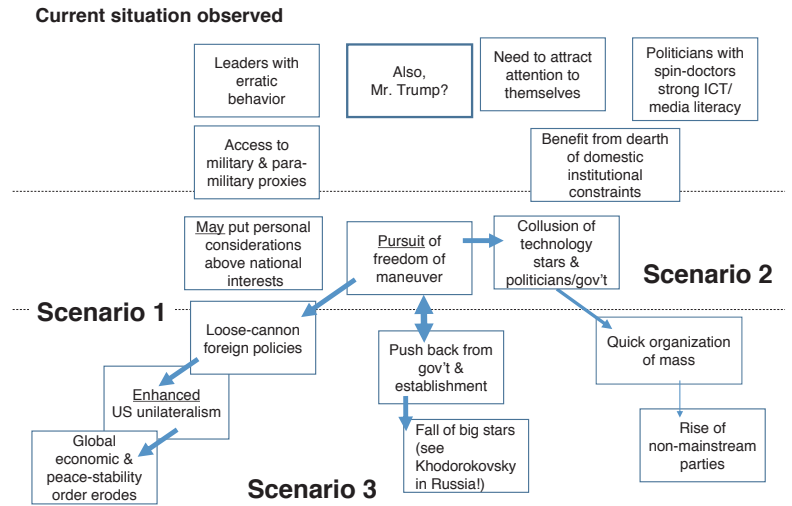 Current situation observed
Leaders with
erratic
behavior
Also,
Mr. Trump?
Need to attract
attention to
themselves
Politicians with
spin-doctors
strong ICT/
media literacy
Access to
military & para-
military proxies
Benefit from dearth
of domestic
institutional
constraints
May put personal
considerations
above national
interests
Pursuit of
freedom of
maneuver
Collusion of
technology
stars &
politicians/gov't
Scenario 2
Scenario 1
Loose-cannon
foreign policies
Push back from
gov't &
establishment
Quick organization
of mass
Enhanced
US unilateralism
Global
economic &
peace-stability
order erodes
Fall of big stars
(see
Khodorokovsky
in Russia!)
Rise of
non-mainstream
parties
Scenario 3